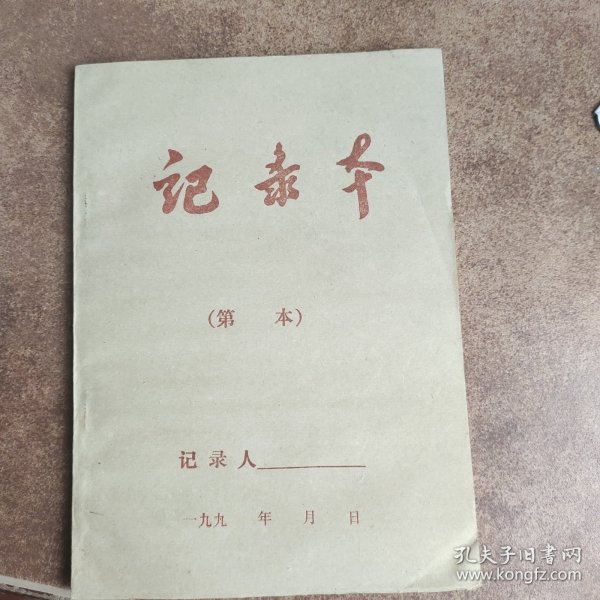 记录本
(第 本)
记录人
一九九 年 月 日
孔夫子旧书网
www.kongfz.com